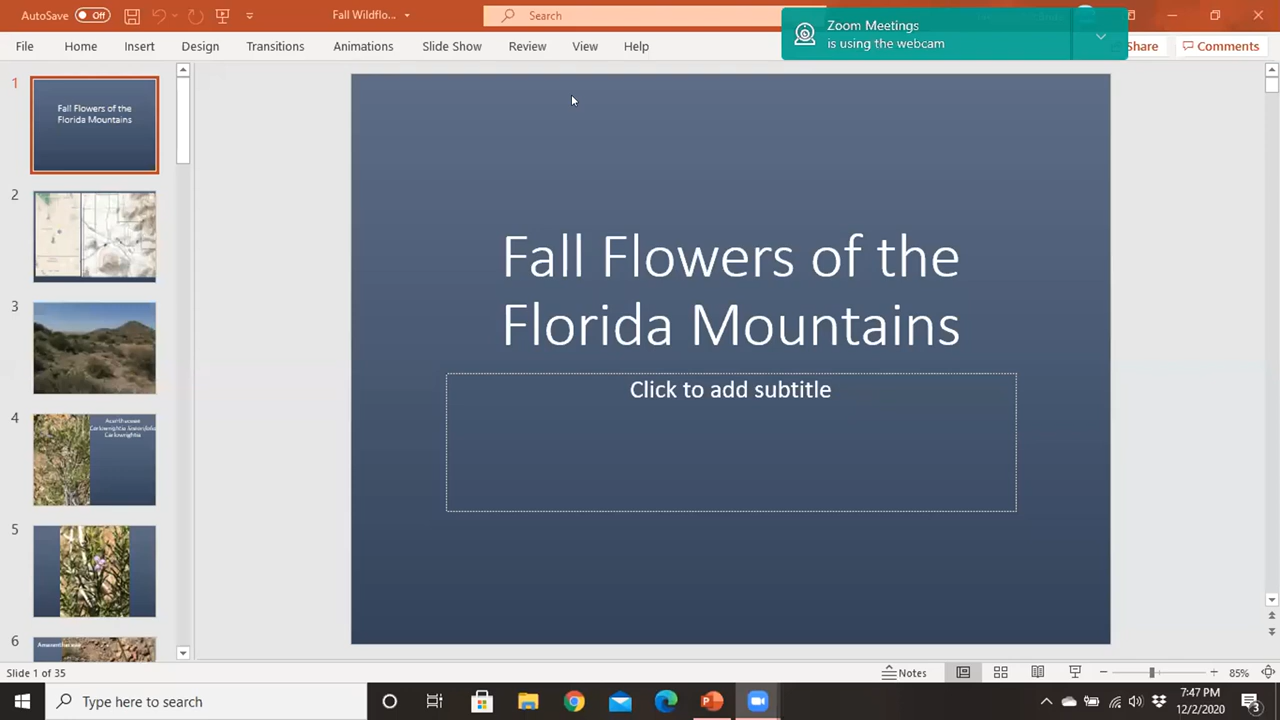 AutoSave Off
Fall Wildflo...
Search
Zoom Meetings
is using the webcam
File Home Insert Design Transitions Animations Slide Show Review View Help
Share Comments
1
Fall Flowers of the
Florida Mountains
2
3
4
Acanthaceae
5
6
Amaranthaceae
Fall Flowers of the
Florida Mountains
Click to add subtitle
Slide 1 of 35
Notes
85%
Type here to search
7:47 PM
12/2/2020
3